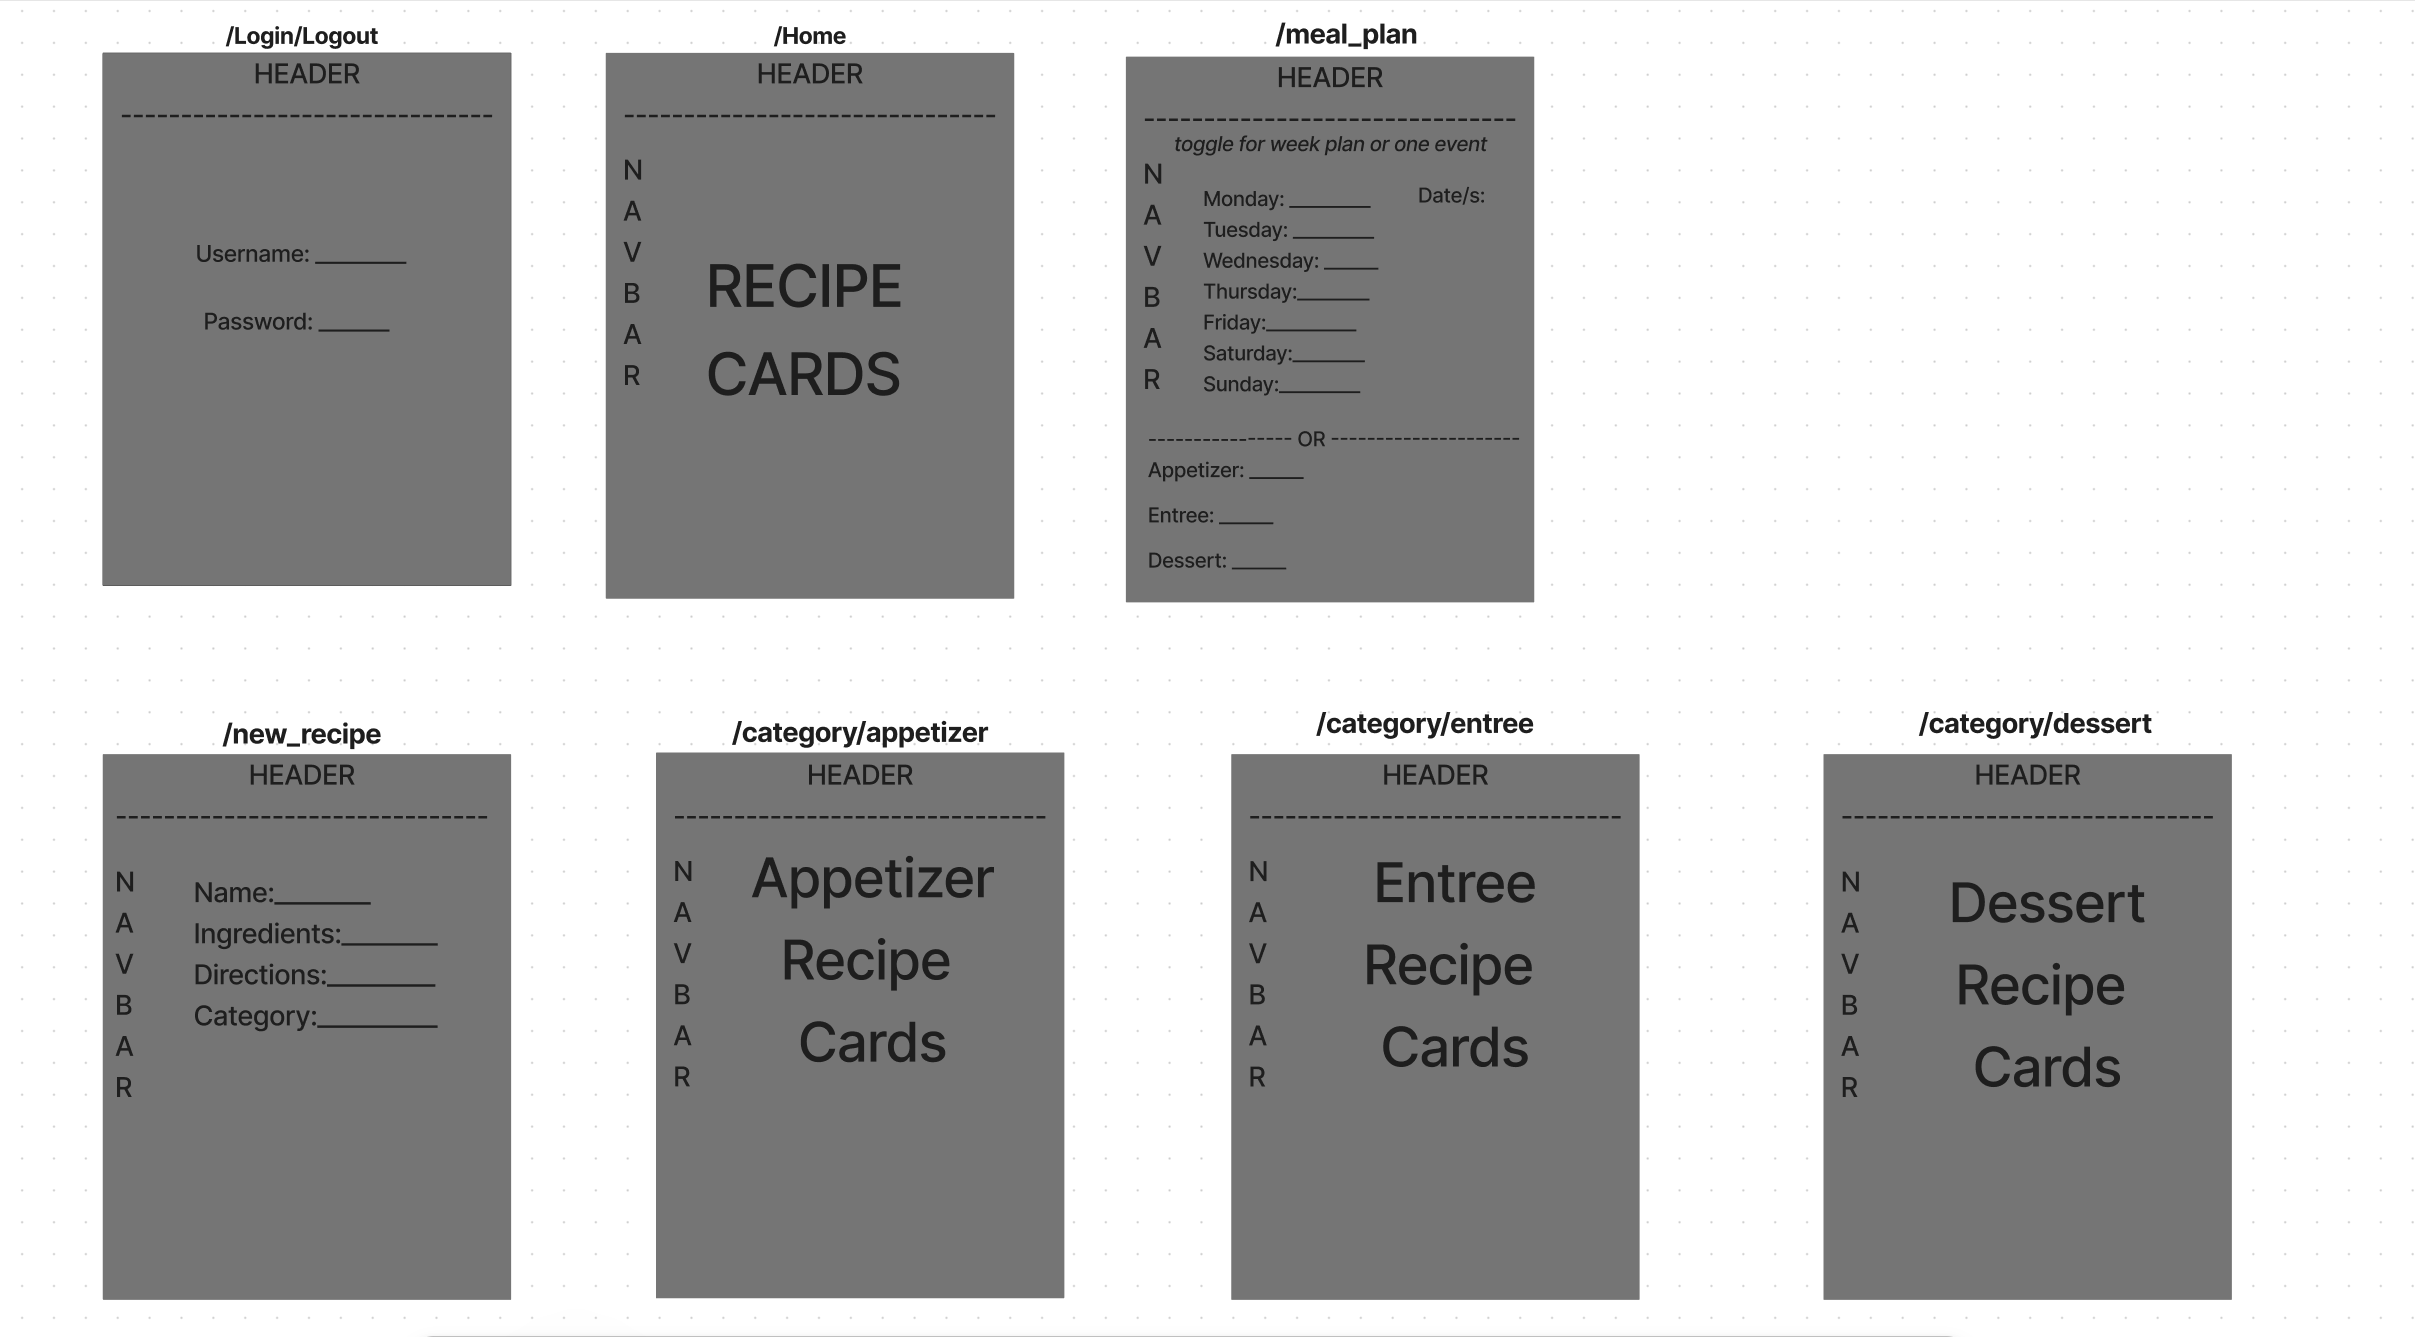 /Login/Logout
HEADER
-------------------------------
Username: ________
Password: ______
/Home
HEADER
-------------------------------
N
A
V
B
A
R
RECIPE
CARDS
/meal_plan
HEADER
-------------------------------
toggle for week plan or one event
N
A
V
B
A
R
Monday: _______ Date/s:
Tuesday: _______
Wednesday: _____
Thursday:______
Friday:________
Saturday:______
Sunday:_______
---------------- OR ---------------------
Appetizer: _____
Entree: _____
Dessert: _____
/new_recipe
HEADER
-------------------------------
N
A
V
B
A
R
Name:_______
Ingredients:_______
Directions:________
Category:_________
/category/appetizer
HEADER
-------------------------------
N
A
V
B
A
R
Appetizer
Recipe
Cards
/category/entree
HEADER
-------------------------------
N
A
V
B
A
R
Entree
Recipe
Cards
/category/dessert
HEADER
-------------------------------
N
A
V
B
A
R
Dessert
Recipe
Cards